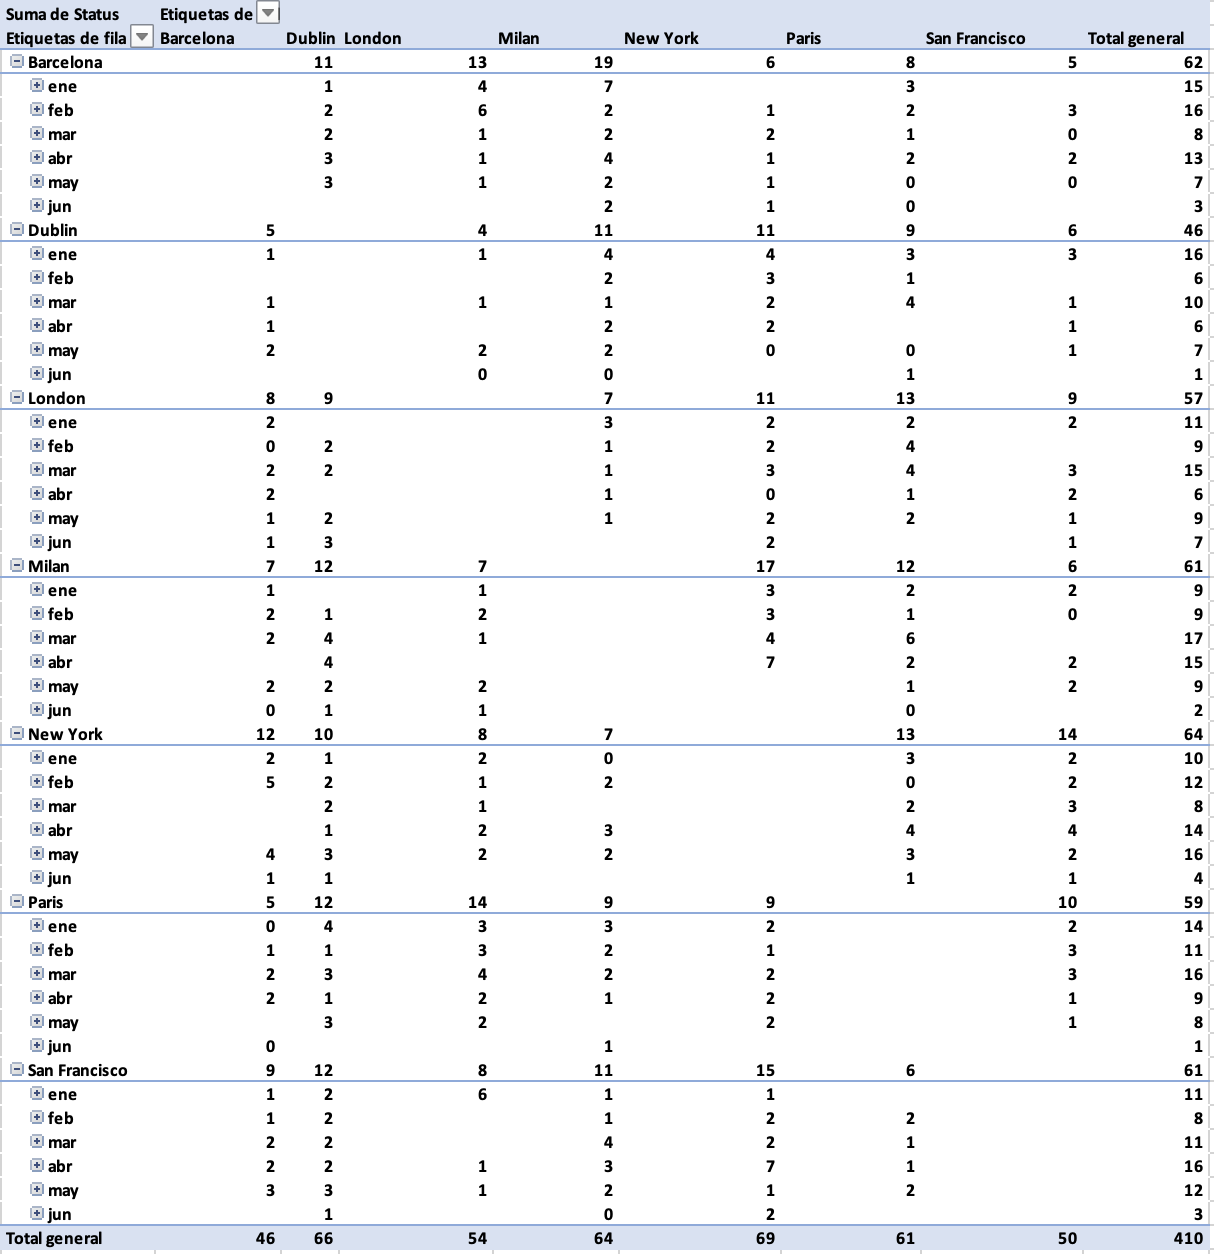 Suma de Status Etiquetas de
Etiquetas de fila Barcelona Dublin London Milan New York Paris San Francisco Total general
Barcelona 11 13 19 6 8 5 62
ene 1 4 7 3 15
feb 2 6 2 1 2 3 16
mar 2 1 2 2 1 0 8
abr 3 1 4 1 2 2 13
may 3 1 2 1 0 0 7
jun 2 1 0 3
Dublin 5 4 11 11 9 6 46
ene 1 1 4 4 3 3 16
feb 2 3 1 6
mar 1 1 1 2 4 1 10
abr 1 2 2 1 6
may 2 2 2 0 0 1 7
jun 0 0 1 1
London 8 9 7 11 13 9 57
ene 2 3 2 2 2 11
feb 0 2 1 2 4 9
mar 2 2 1 3 4 3 15
abr 2 1 0 1 2 6
may 1 2 1 2 2 1 9
jun 1 3 2 1 7
Milan 7 12 7 17 12 6 61
ene 1 1 3 2 2 9
feb 2 1 2 3 1 0 9
mar 2 4 1 4 6 17
abr 4 7 2 2 15
may 2 2 2 1 2 9
jun 0 1 1 0 2
New York 12 10 8 7 13 14 64
ene 2 1 2 0 3 2 10
feb 5 2 1 2 0 2 12
mar 2 1 2 3 8
abr 1 2 3 4 4 14
may 4 3 2 2 3 2 16
jun 1 1 1 1 4
Paris 5 12 14 9 9 10 59
ene 0 4 3 3 2 2 14
feb 1 1 3 2 1 3 11
mar 2 3 4 2 2 3 16
abr 2 1 2 1 2 1 9
may 3 2 2 1 8
jun 0 1 1
San Francisco 9 12 8 11 15 6 61
ene 1 2 6 1 1 11
feb 1 2 1 2 2 8
mar 2 2 4 2 1 11
abr 2 2 1 3 7 1 16
may 3 3 1 2 1 2 12
jun 1 0 2 3
Total general 46 66 54 64 69 61 50 410